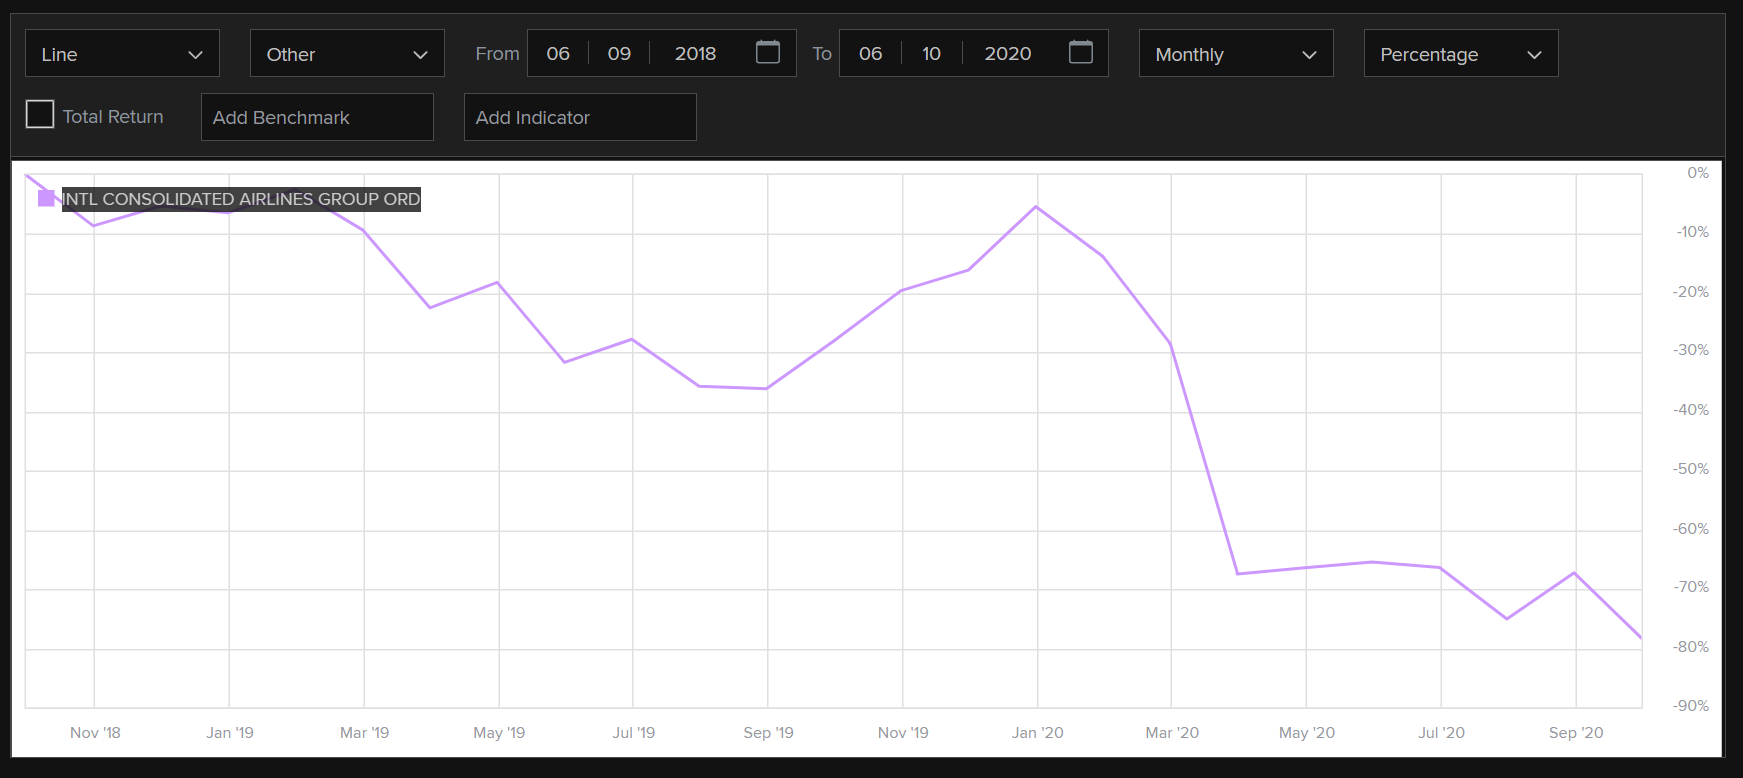 Line Other From 06 09 2018 To 06 10 2020 Monthly Percentage
Total Return Add Benchmark Add Indicator
INTL CONSOLIDATED AIRLINES GROUP ORD
0%
-10%
-20%
-30%
-40%
-50%
-60%
-70%
-80%
-90%
Nov '18 Jan '19 Mar '19 May '19 Jul '19 Sep '19 Nov '19 Jan '20 Mar '20 May '20 Jul '20 Sep '20